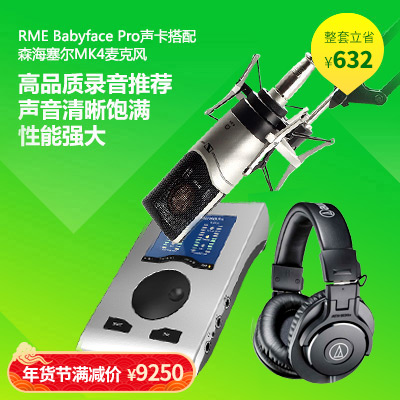 RME Babyface Pro声卡搭配
森海塞尔MK4麦克风
高品质录音推荐
声音清晰饱满
性能强大
整套立省
¥632
年货节满减价 ¥9250